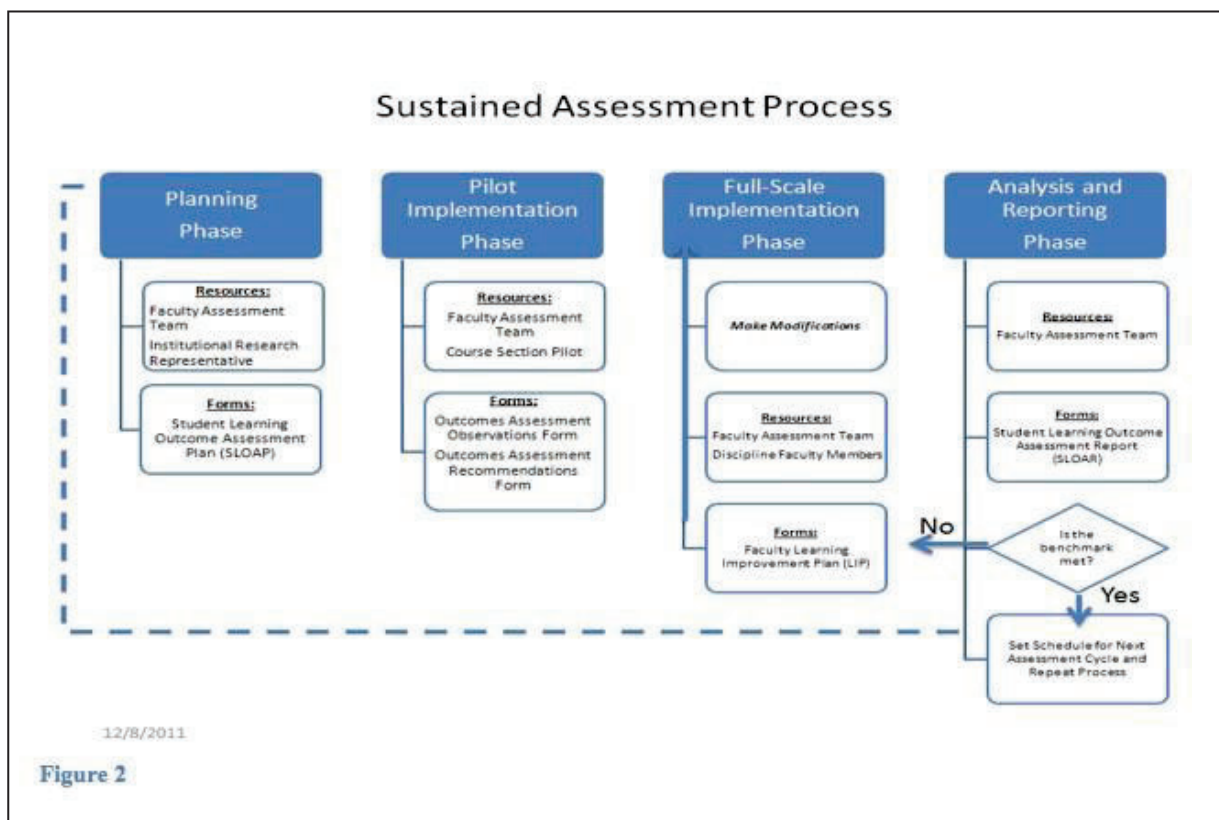 Sustained Assessment Process
Planning
Phase
Resources:
Faculty Assessment
Team
Institutional Research
Representative
Forms:
Student Learning
Outcome Assessment
Plan (SLOAP)
Pilot
Implementation
Phase
Resources:
Faculty Assessment
Team
Course Section Pilot
Forms:
Outcomes Assessment
Observations Form
Outcomes Assessment
Recommendations
Form
Full-Scale
Implementation
Phase
Make Modifications
Resources:
Faculty Assessment Team
Discipline Faculty Members
Forms:
Faculty Learning
Improvement Plan (LIP)
Analysis and
Reporting
Phase
Resources:
Faculty Assessment Team
Forms:
Student Learning Outcome
Assessment Report
(SLOAR)
Is the
benchmark
met?
No
Yes
Set Schedule for Next
Assessment Cycle and
Repeat Process
12/8/2011
Figure 2